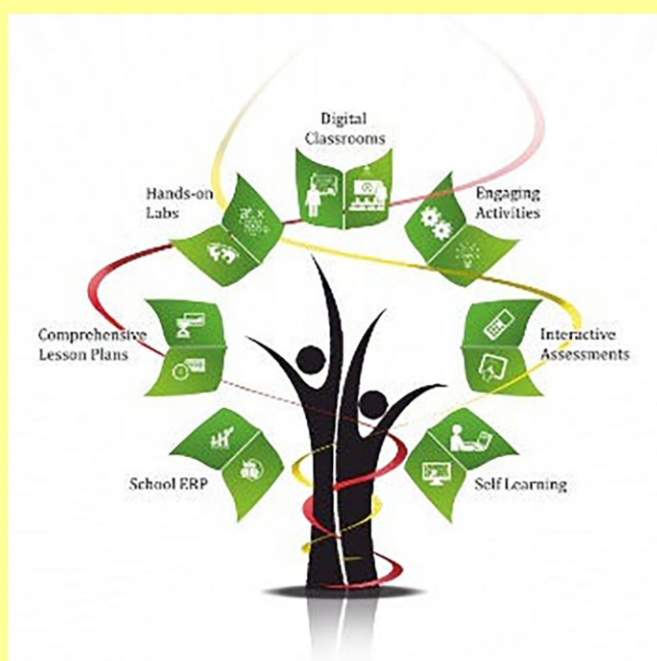 Digital
Classrooms
Hands-on
Labs
Engaging
Activities
Comprehensive
Lesson Plans
Interactive
Assessments
School ERP
Self Learning